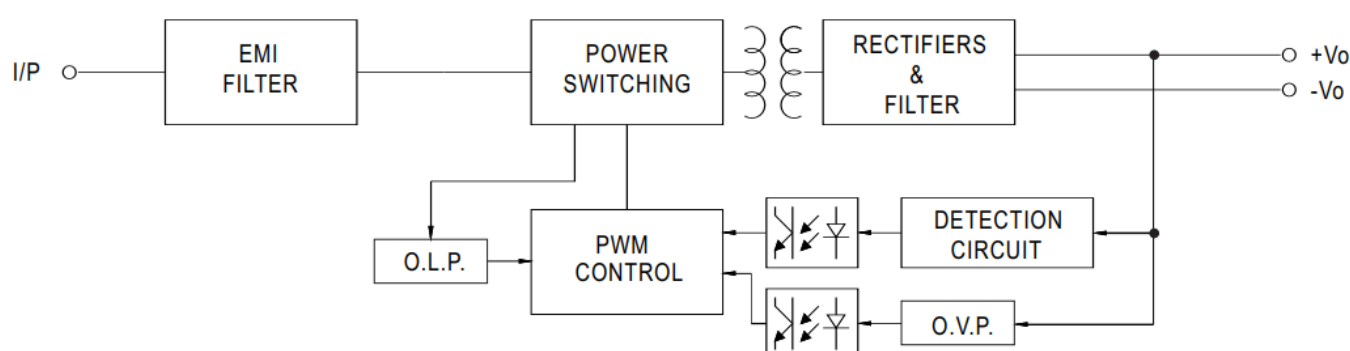 I/P
EMI
FILTER
POWER
SWITCHING
RECTIFIERS
&
FILTER
+Vo
-Vo
O.L.P.
PWM
CONTROL
DETECTION
CIRCUIT
O.V.P.